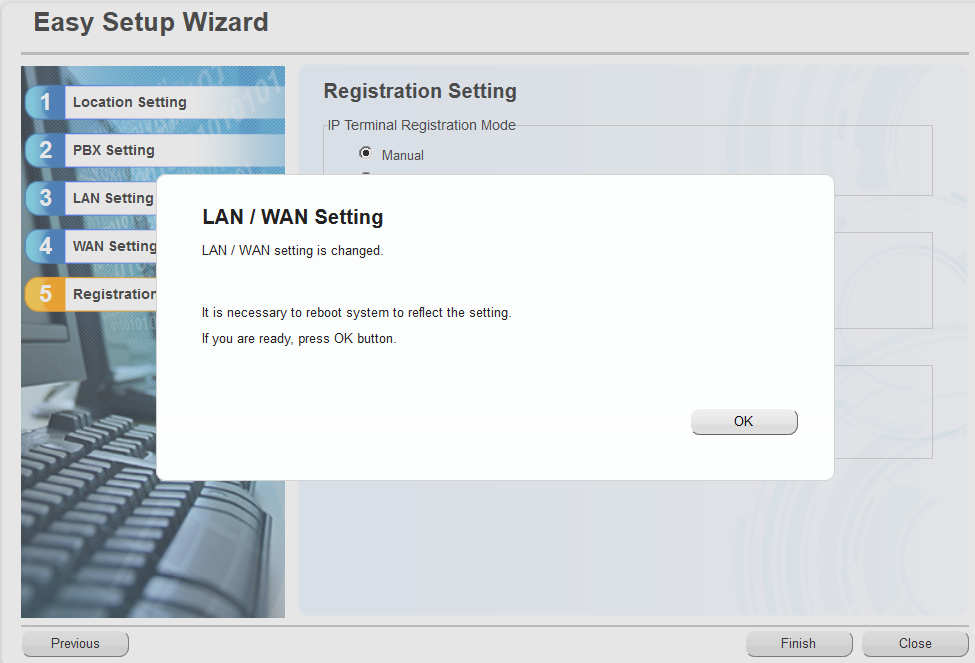 Easy Setup Wizard
1 Location Setting
2 PBX Setting
3 LAN Setting
4 WAN Setting
5 Registration
Registration Setting
IP Terminal Registration Mode
Manual
LAN / WAN Setting
LAN / WAN setting is changed.
It is necessary to reboot system to reflect the setting.
If you are ready, press OK button.
OK
Previous
Finish
Close